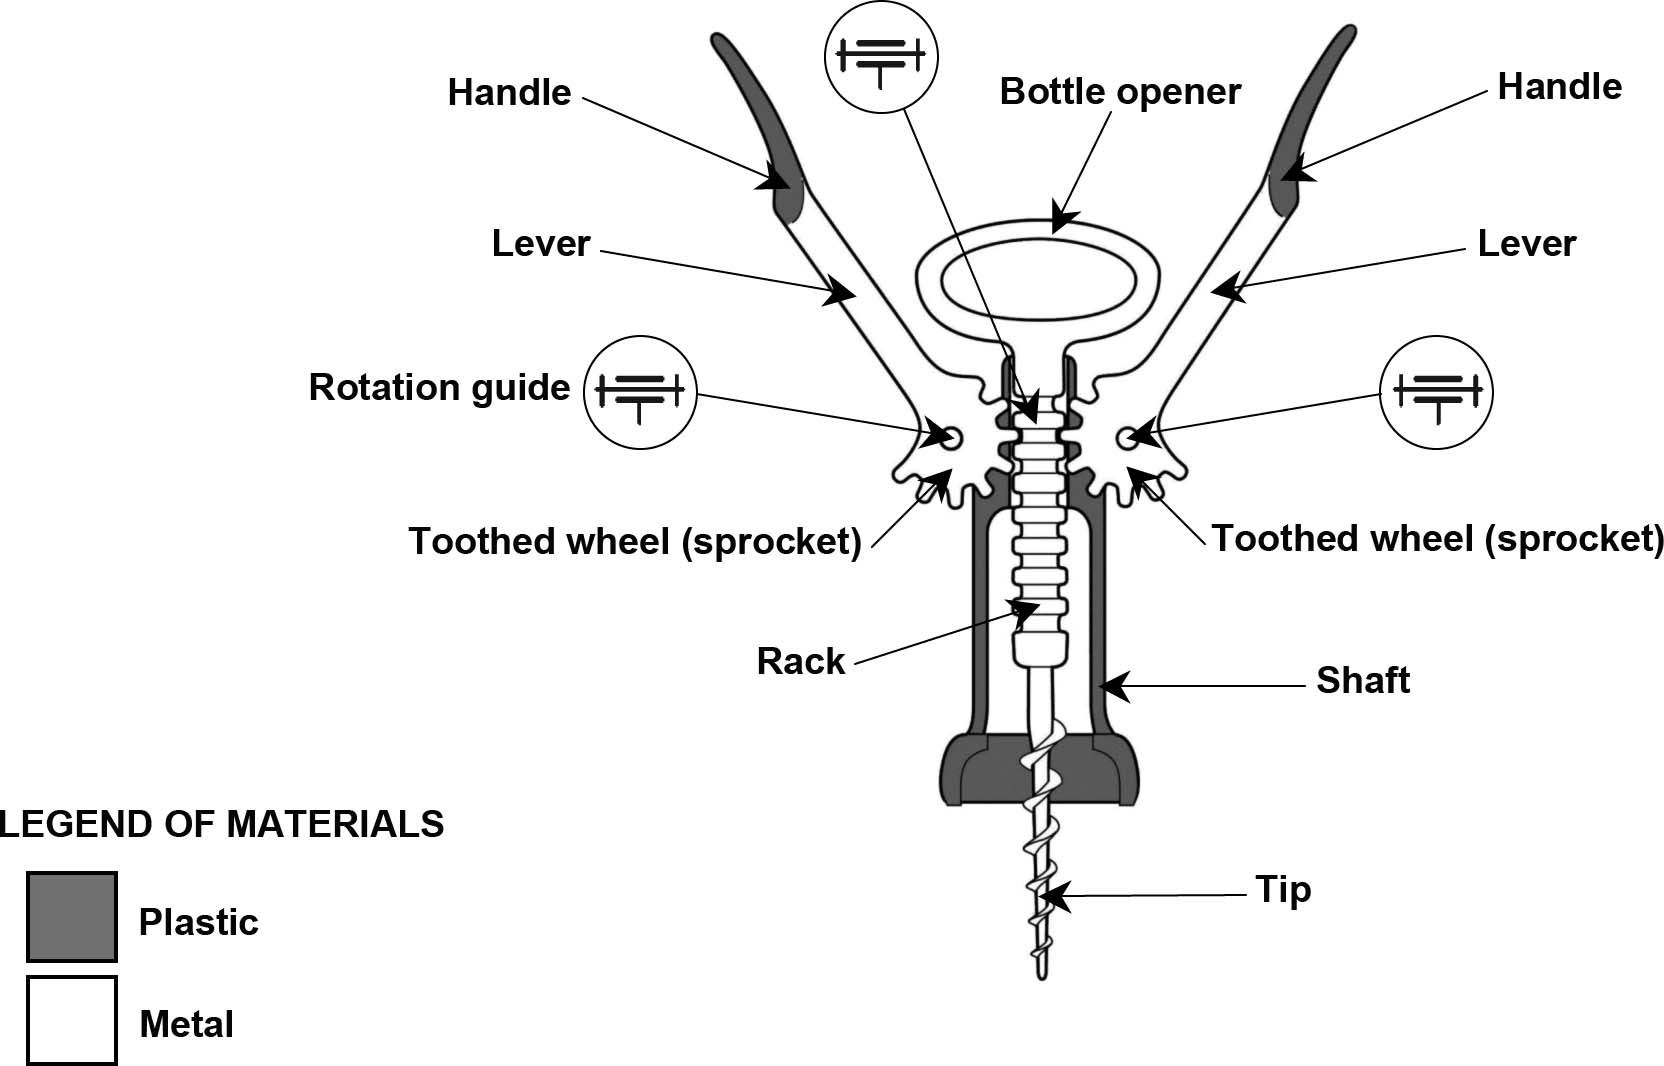 Handle
Bottle opener
Handle
Lever
Lever
Rotation guide
Toothed wheel (sprocket)
Toothed wheel (sprocket)
Rack
Shaft
Tip
LEGEND OF MATERIALS
Plastic
Metal